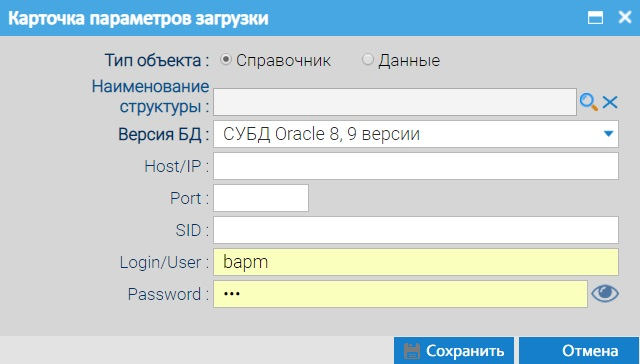 Карточка параметров загрузки
Тип объекта : Справочник Данные
Наименование
структуры :
Версия БД : СУБД Oracle 8, 9 версии
Host/IP :
Port :
SID :
Login/User : bapm
Password : •••
Сохранить Отмена